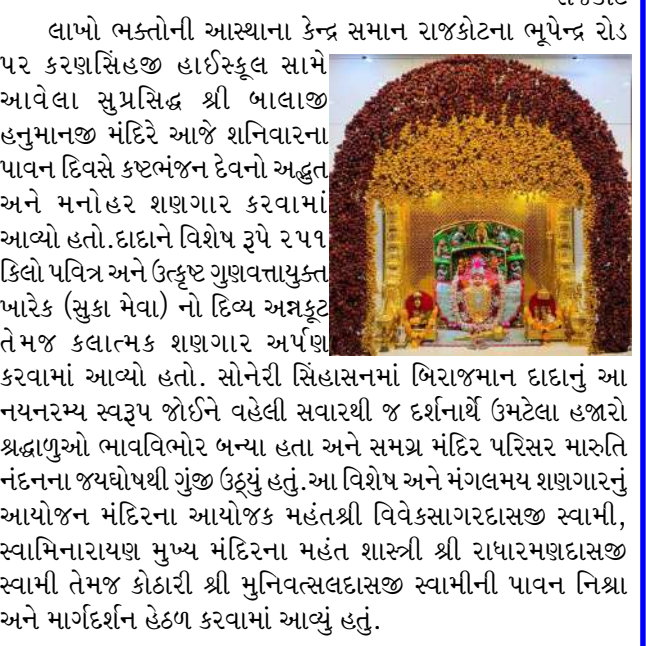 રાજકોટ
લાખો ભક્તોની આસ્થાના કેન્દ્ર સમાન રાજકોટના ભૂપેન્દ્ર રોડ
પર કરણસિંહજી હાઈસ્કૂલ સામે
આવેલા સુપ્રસિદ્ધ શ્રી બાલાજી
હનુમાનજી મંદિરે આજે શનિવારના
પાવન દિવસે કષ્ટભંજન દેવનો અદ્ભુત
અને મનોહર શણગાર કરવામાં
આવ્યો હતો.દાદાને વિશેષ રૂપે ૨૫૧
કિલો પવિત્ર અને ઉત્કૃષ્ટ ગુણવત્તાયુક્ત
ખારેક (સુકા મેવા) નો દિવ્ય અન્નકૂટ
તેમજ કલાત્મક શણગાર અર્પણ
કરવામાં આવ્યો હતો. સોનેરી સિંહાસનમાં બિરાજમાન દાદાનું આ
નયનરમ્ય સ્વરૂપ જોઈને વહેલી સવારથી જ દર્શનાર્થે ઉમટેલા હજારો
શ્રદ્ધાળુઓ ભાવવિભોર બન્યા હતા અને સમગ્ર મંદિર પરિસર મારુતિ
નંદનના જયઘોષથી ગુંજી ઉઠ્યું હતું.આ વિશેષ અને મંગલમય શણગારનું
આયોજન મંદિરના આયોજક મહંતશ્રી વિવેકસાગરદાસજી સ્વામી,
સ્વામિનારાયણ મુખ્ય મંદિરના મહંત શાસ્ત્રી શ્રી રાધારમણદાસજી
સ્વામી તેમજ કોઠારી શ્રી મુનિવત્સલદાસજી સ્વામીની પાવન નિશ્રા
અને માર્ગદર્શન હેઠળ કરવામાં આવ્યું હતું.